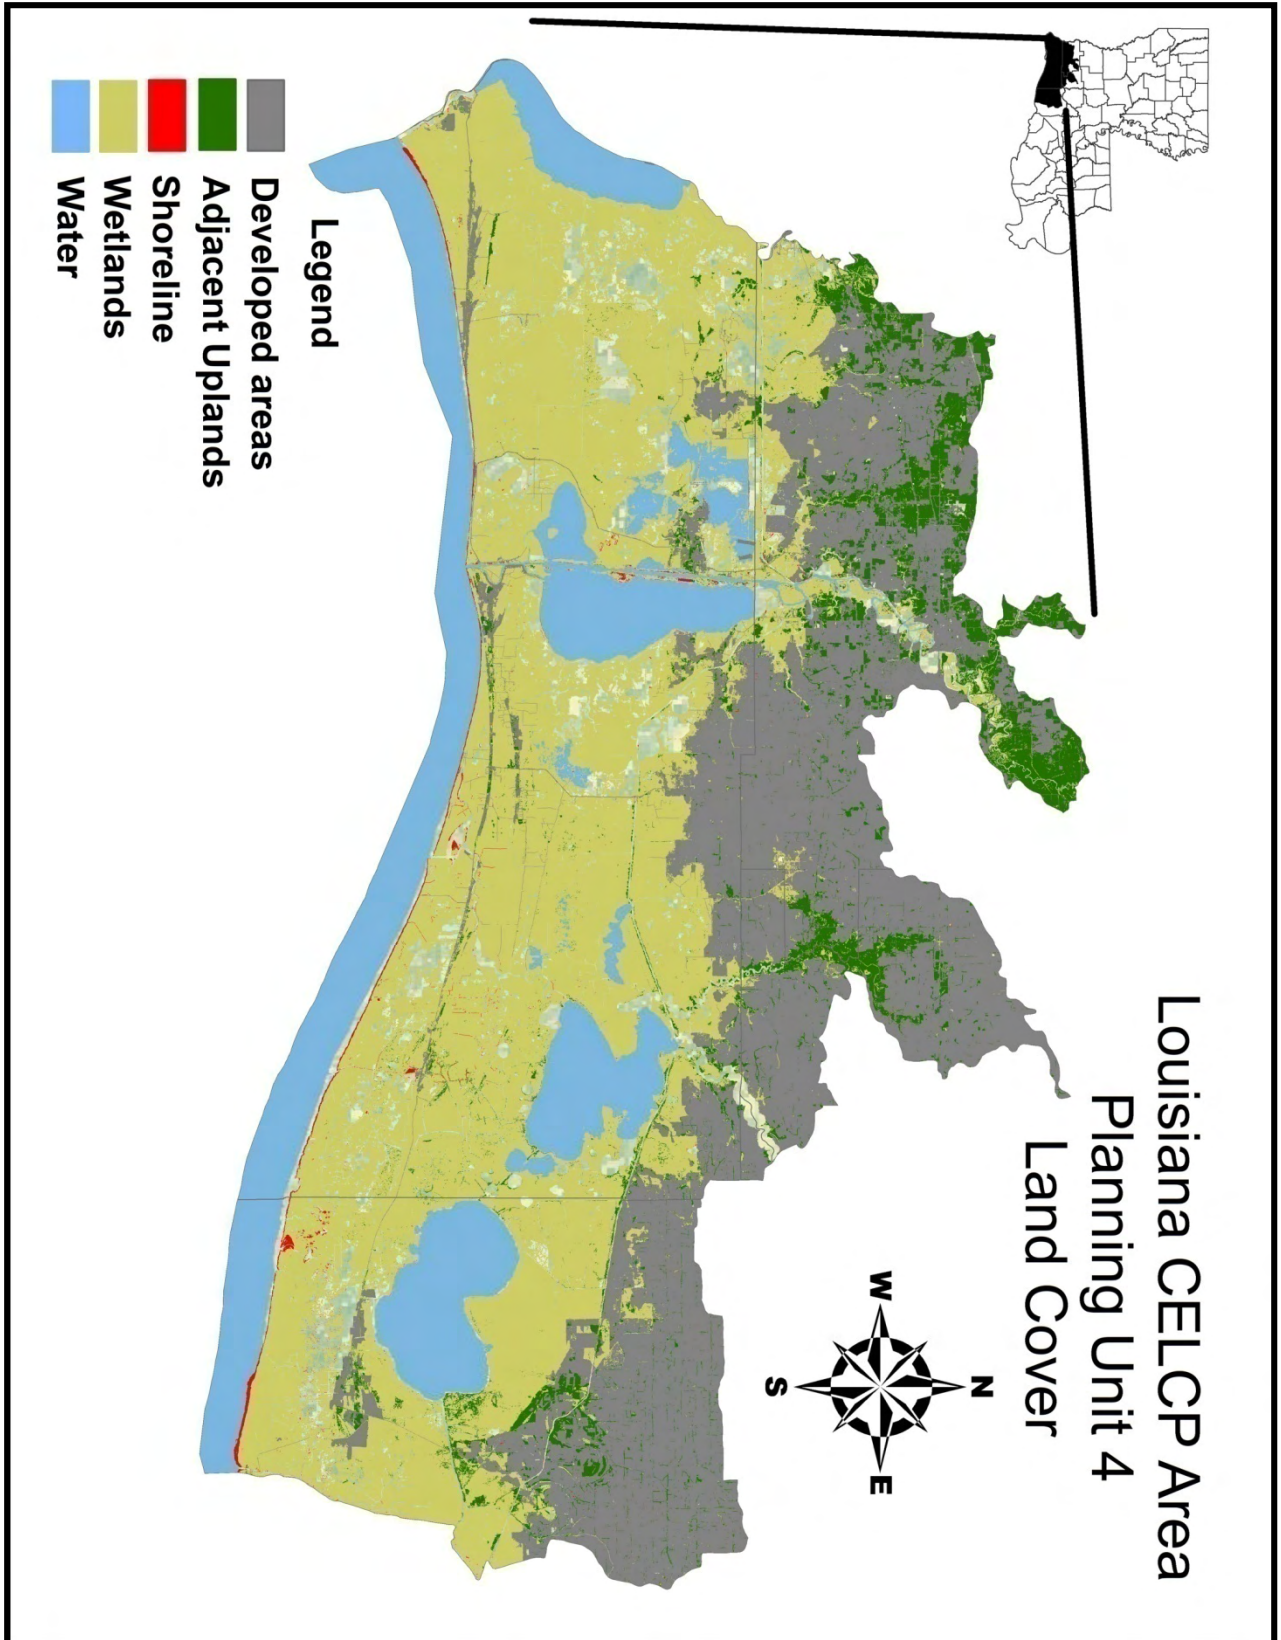 Louisiana CELCP Area
Planning Unit 4
Land Cover
N
W
E
S
Legend
Developed areas
Adjacent Uplands
Shoreline
Wetlands
Water